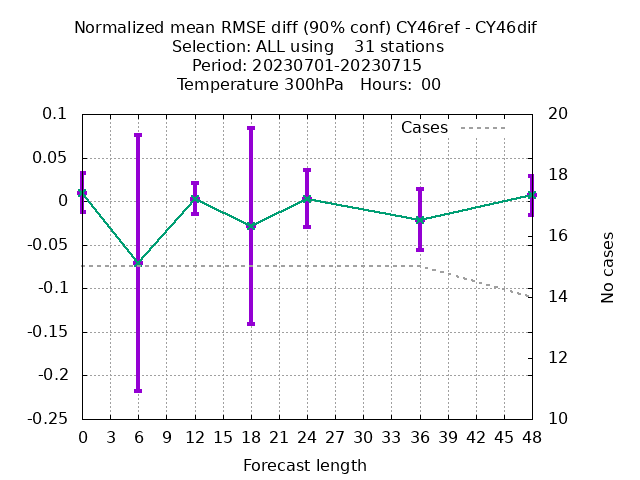 Normalized mean RMSE diff (90% conf) CY46ref - CY46dif
Selection: ALL using    31 stations
Period: 20230701-20230715
Temperature 300hPa   Hours:  00
Cases
0.1
0.05
0
-0.05
-0.1
-0.15
-0.2
-0.25
20
18
16
14
12
10
No cases
0 3 6 9 12 15 18 21 24 27 30 33 36 39 42 45 48
Forecast length